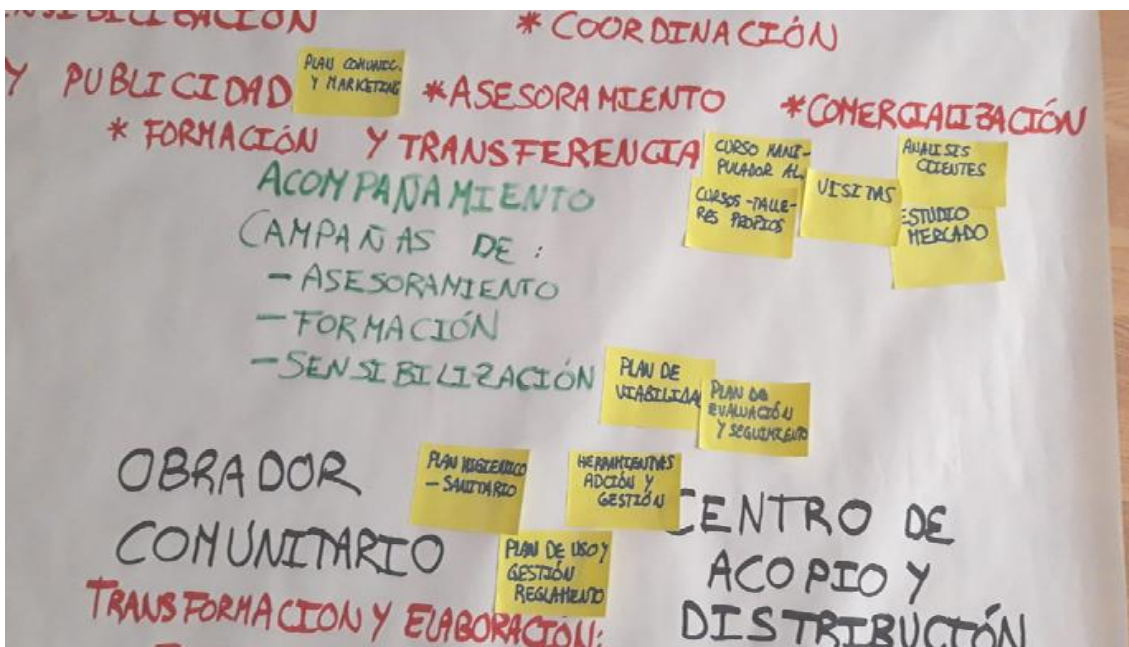 SENSIBILIZACIÓN
* COORDINACIÓN
Y PUBLICIDAD
PLAN COMUNIC.
Y MARKETING
* ASESORAMIENTO
* COMERCIALIZACIÓN
* FORMACIÓN Y TRANSFERENCIA
CURSO MANI-
PULADOR AL.
CURSOS-TALLE-
RES PROPIOS
VISITAS
ANALISIS
CLIENTES
ESTUDIO
MERCADO
ACOMPAÑAMIENTO
CAMPAÑAS DE :
- ASESORAMIENTO
- FORMACIÓN
- SENSIBILIZACIÓN
PLAN DE
VIABILIDA
PLAN DE
EVALUACIÓN
Y SEGUIMIENTO
OBRADOR
COMUNITARIO
PLAN HIGIENICO
- SANITARIO
HERRAMIENTAS
ADCIÓN Y
GESTIÓN
PLAN DE USO Y
GESTIÓN
REGLAMENTO
CENTRO DE
ACOPIO Y
DISTRIBUCIÓN
TRANSFORMACION Y ELABORACIÓN: